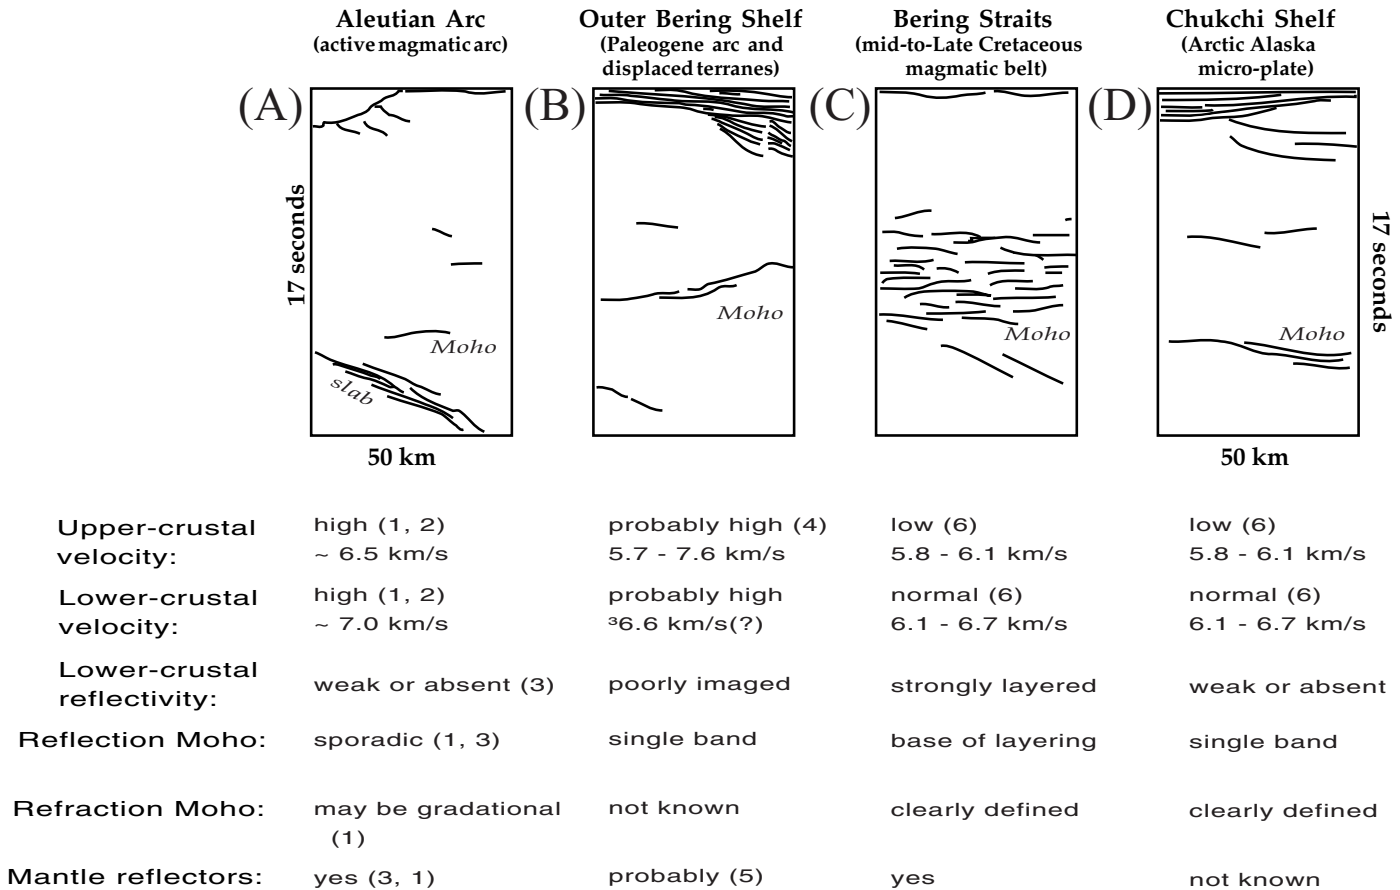 Aleutian Arc
(active magmatic arc)
Outer Bering Shelf
(Paleogene arc and
displaced terranes)
Bering Straits
(mid-to-Late Cretaceous
magmatic belt)
Chukchi Shelf
(Arctic Alaska
micro-plate)
(A)
(B)
(C)
(D)
17 seconds
17 seconds
Moho
slab
Moho
Moho
Moho
50 km
50 km
Upper-crustal
velocity:
high (1, 2)
~ 6.5 km/s
probably high (4)
5.7 - 7.6 km/s
low (6)
5.8 - 6.1 km/s
low (6)
5.8 - 6.1 km/s
Lower-crustal
velocity:
high (1, 2)
~ 7.0 km/s
probably high
³6.6 km/s(?)
normal (6)
6.1 - 6.7 km/s
normal (6)
6.1 - 6.7 km/s
Lower-crustal
reflectivity:
weak or absent (3)
poorly imaged
strongly layered
weak or absent
Reflection Moho:
sporadic (1, 3)
single band
base of layering
single band
Refraction Moho:
may be gradational
(1)
not known
clearly defined
clearly defined
Mantle reflectors:
yes (3, 1)
probably (5)
yes
not known